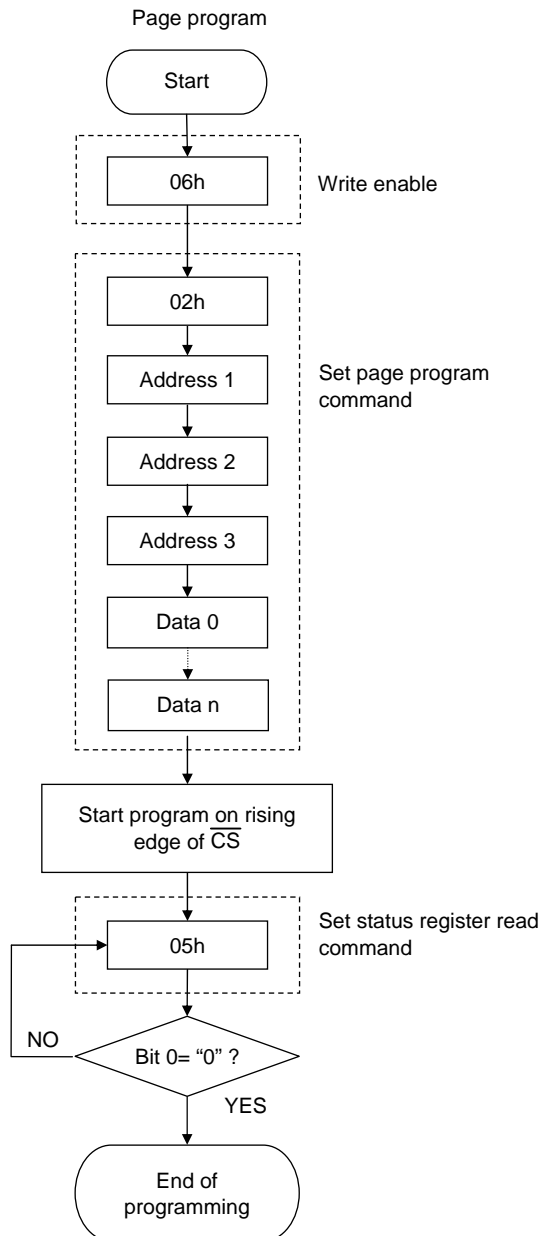 Page program
Start
06h
Write enable
02h
Address 1
Set page program
command
Address 2
Address 3
Data 0
Data n
Start program on rising
edge of C̅S̅
Set status register read
command
05h
NO
Bit 0= “0” ?
YES
End of
programming